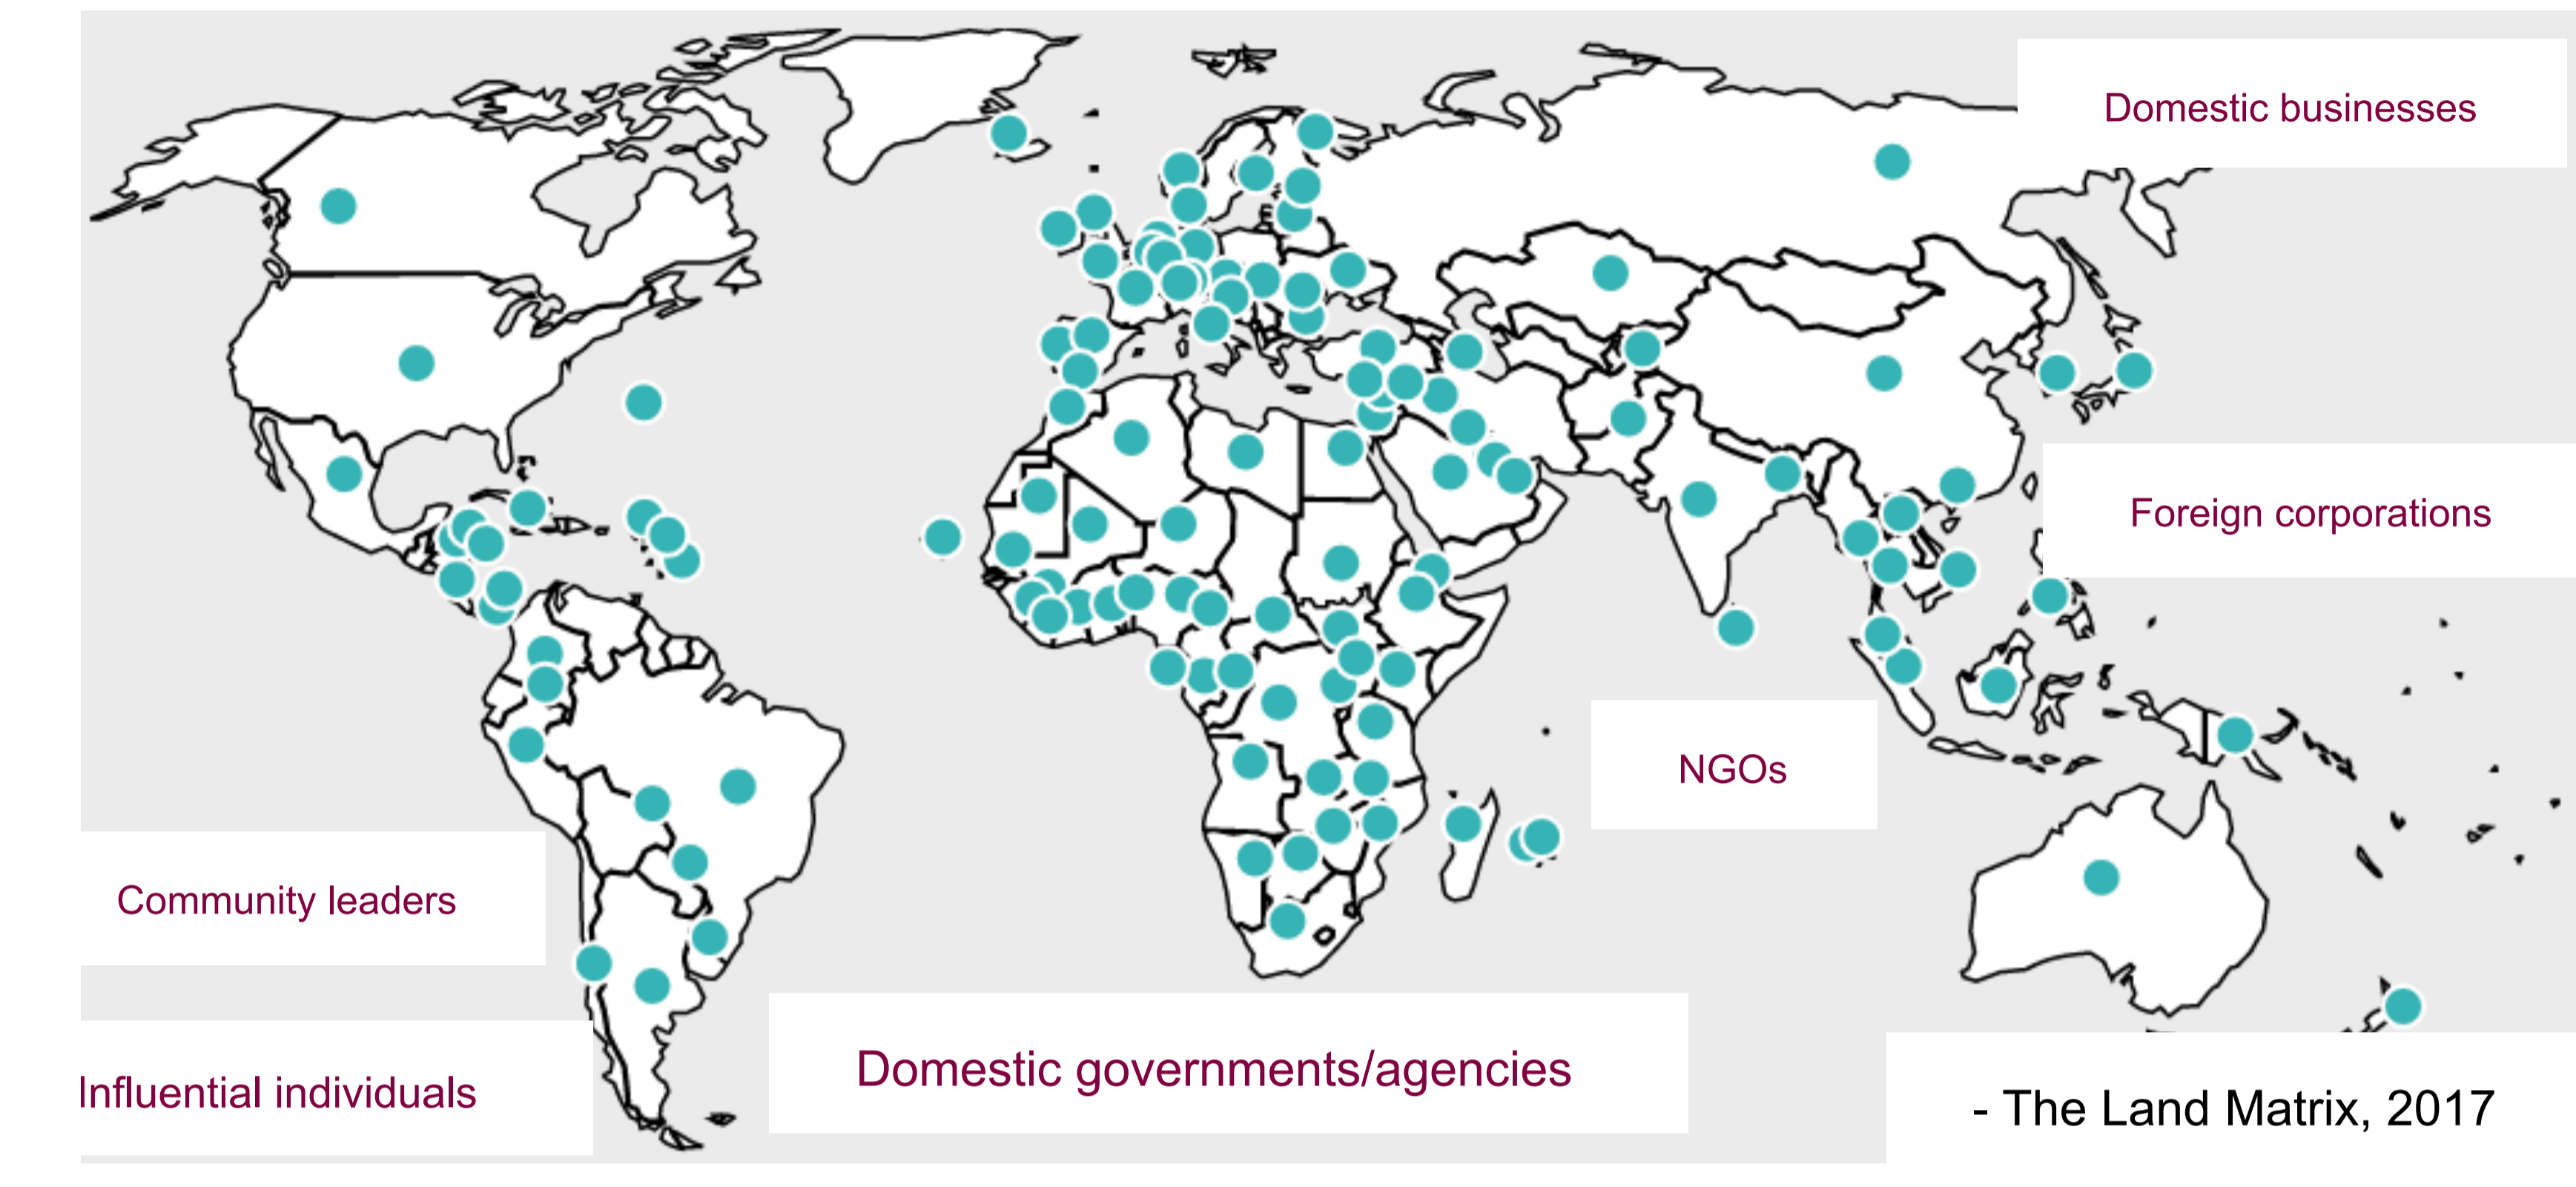 Domestic businesses
Foreign corporations
NGOs
Community leaders
Domestic governments/agencies
Influential individuals
- The Land Matrix, 2017